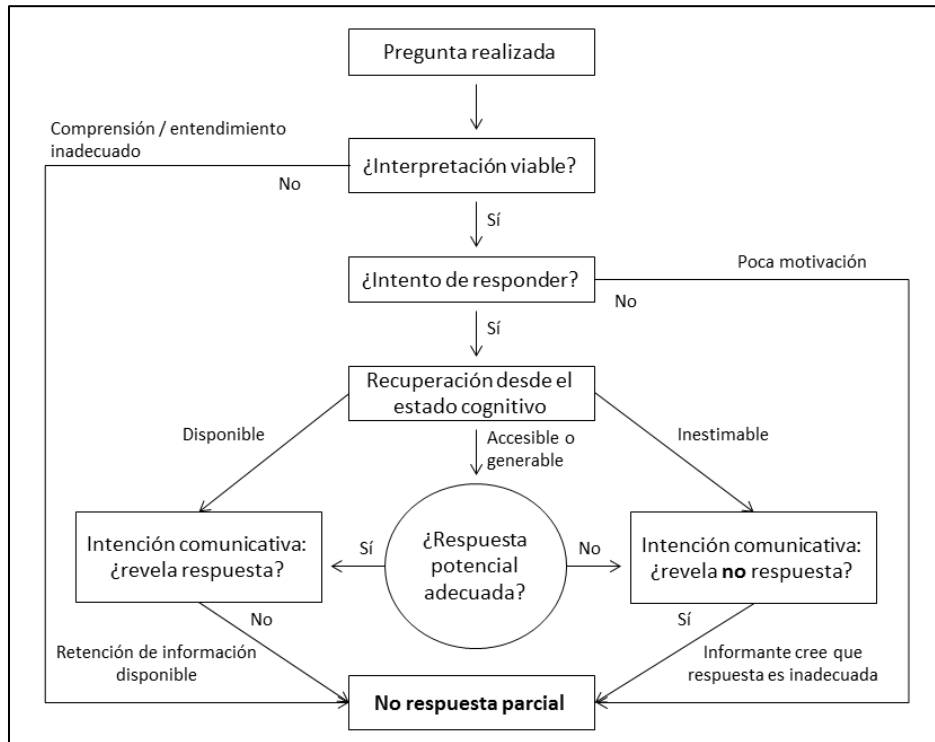 Pregunta realizada
Comprensión / entendimiento
inadecuado
¿Interpretación viable?
No
Sí
Poca motivación
¿Intento de responder?
No
Sí
Recuperación desde el
estado cognitivo
Disponible
Accesible o
generable
Inestimable
Intención comunicativa:
¿revela respuesta?
Sí
¿Respuesta
potencial
adecuada?
No
Intención comunicativa:
¿revela no respuesta?
No
Sí
Retención de información
disponible
Informante cree que
respuesta es inadecuada
No respuesta parcial